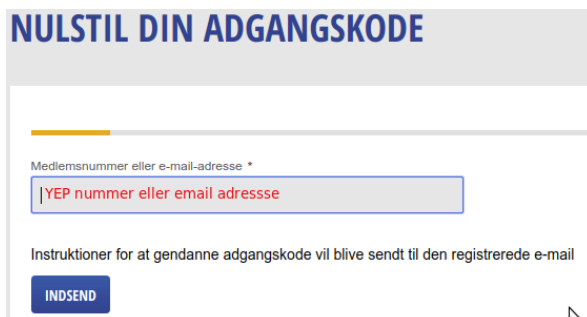 NULSTIL DIN ADGANGSKODE
Medlemsnummer eller e-mail-adresse *
YEP nummer eller email adressse
Instruktioner for at gendanne adgangskode vil blive sendt til den registrerede e-mail
INDSEND